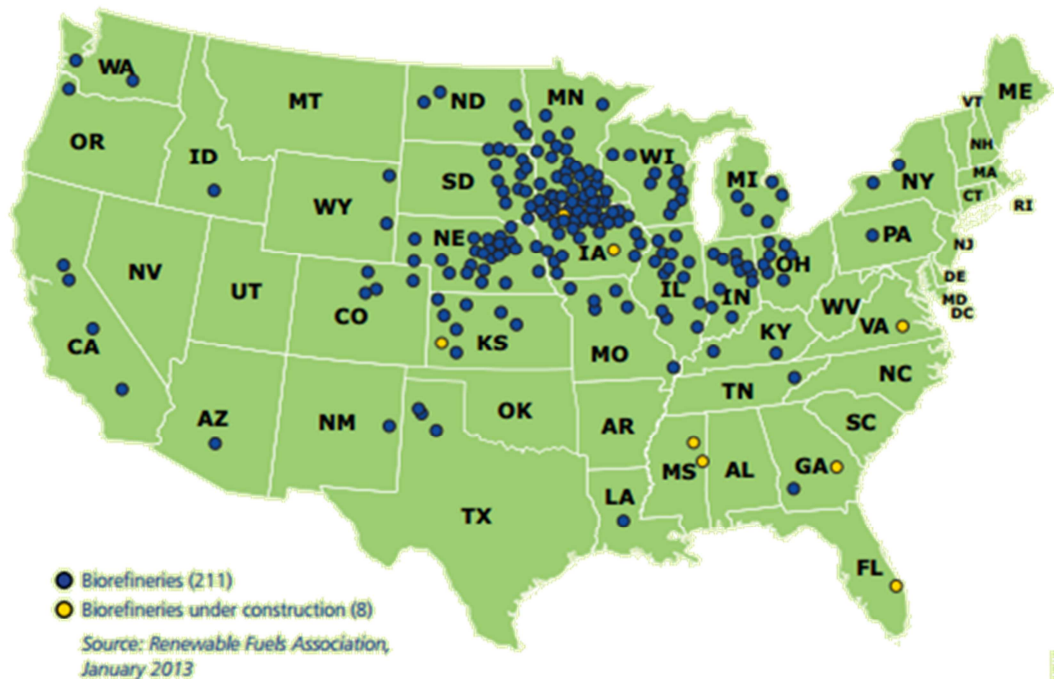 WA
MT
ND
MN
ME
VT
OR
ID
SD
WI
MI
NH
MA
NY
CT
RI
WY
NE
IA
PA
NJ
NV
UT
CO
IL
IN
OH
DE
MD
DC
WV
VA
CA
KS
MO
KY
NC
AZ
NM
OK
AR
TN
SC
MS
AL
GA
TX
LA
FL
Biorefineries (211)
Biorefineries under construction (8)
Source: Renewable Fuels Association,
January 2013